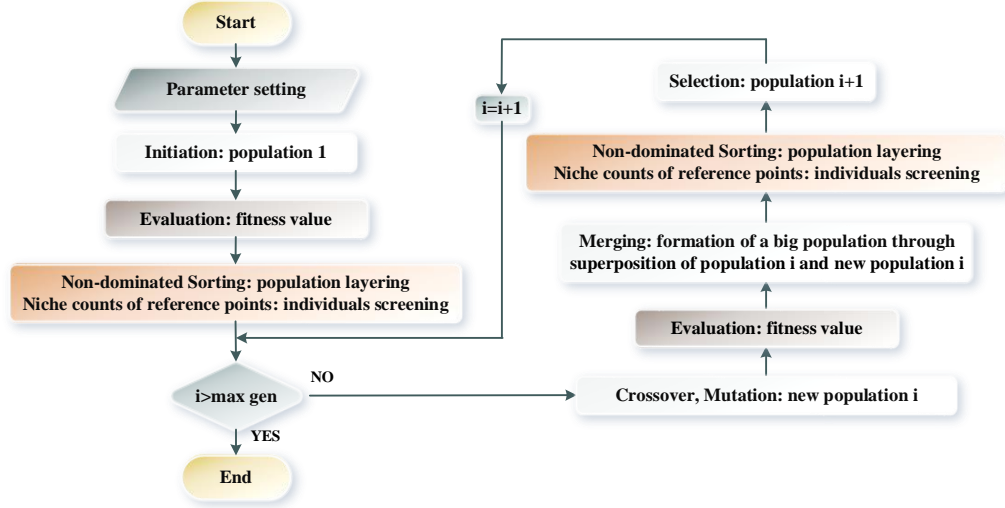 Start
Parameter setting
Initiation: population 1
Evaluation: fitness value
Non-dominated Sorting: population layering
Niche counts of reference points: individuals screening
i>max gen
NO
YES
End
Crossover, Mutation: new population i
Evaluation: fitness value
Merging: formation of a big population through
superposition of population i and new population i
Non-dominated Sorting: population layering
Niche counts of reference points: individuals screening
Selection: population i+1
i=i+1